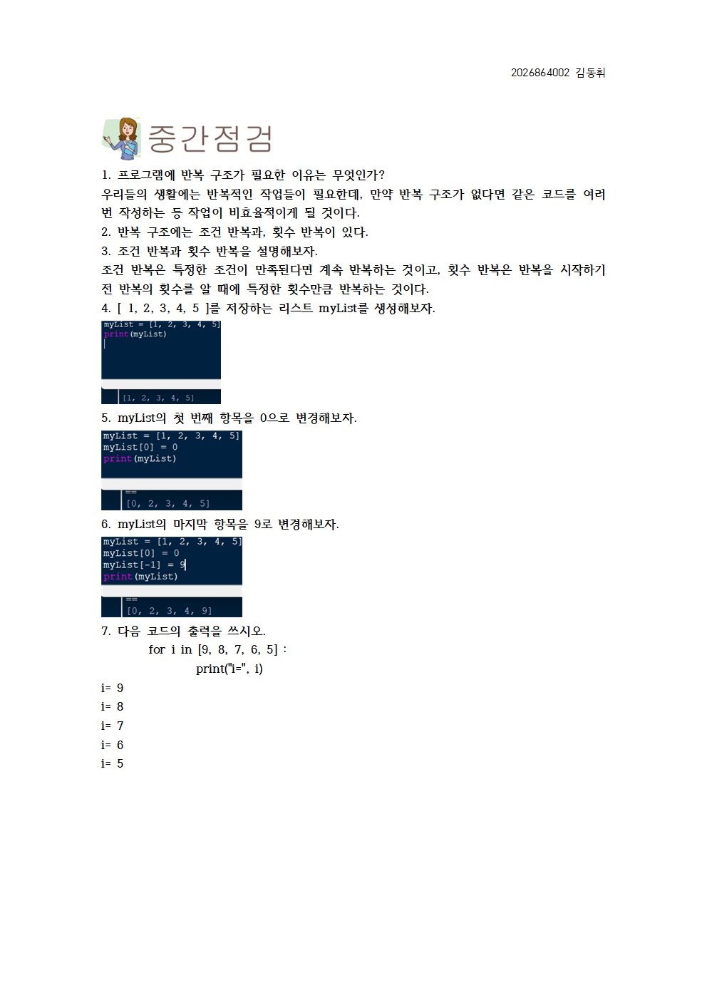 2026864002 김동휘
중간점검
1. 프로그램에 반복 구조가 필요한 이유는 무엇인가?
우리들의 생활에는 반복적인 작업들이 필요한데, 만약 반복 구조가 없다면 같은 코드를 여러
번 작성하는 등 작업이 비효율적이게 될 것이다.
2. 반복 구조에는 조건 반복과, 횟수 반복이 있다.
3. 조건 반복과 횟수 반복을 설명해보자.
조건 반복은 특정한 조건이 만족된다면 계속 반복하는 것이고, 횟수 반복은 반복을 시작하기
전 반복의 횟수를 알 때에 특정한 횟수만큼 반복하는 것이다.
4. [ 1, 2, 3, 4, 5 ]를 저장하는 리스트 myList를 생성해보자.
myList = [1, 2, 3, 4, 5]
print(myList)
[1, 2, 3, 4, 5]
5. myList의 첫 번째 항목을 0으로 변경해보자.
myList = [1, 2, 3, 4, 5]
myList[0] = 0
print(myList)
==
[0, 2, 3, 4, 5]
6. myList의 마지막 항목을 9로 변경해보자.
myList = [1, 2, 3, 4, 5]
myList[0] = 0
myList[-1] = 9
print(myList)
==
[0, 2, 3, 4, 9]
7. 다음 코드의 출력을 쓰시오.
for i in [9, 8, 7, 6, 5] :
print("i=", i)
i= 9
i= 8
i= 7
i= 6
i= 5